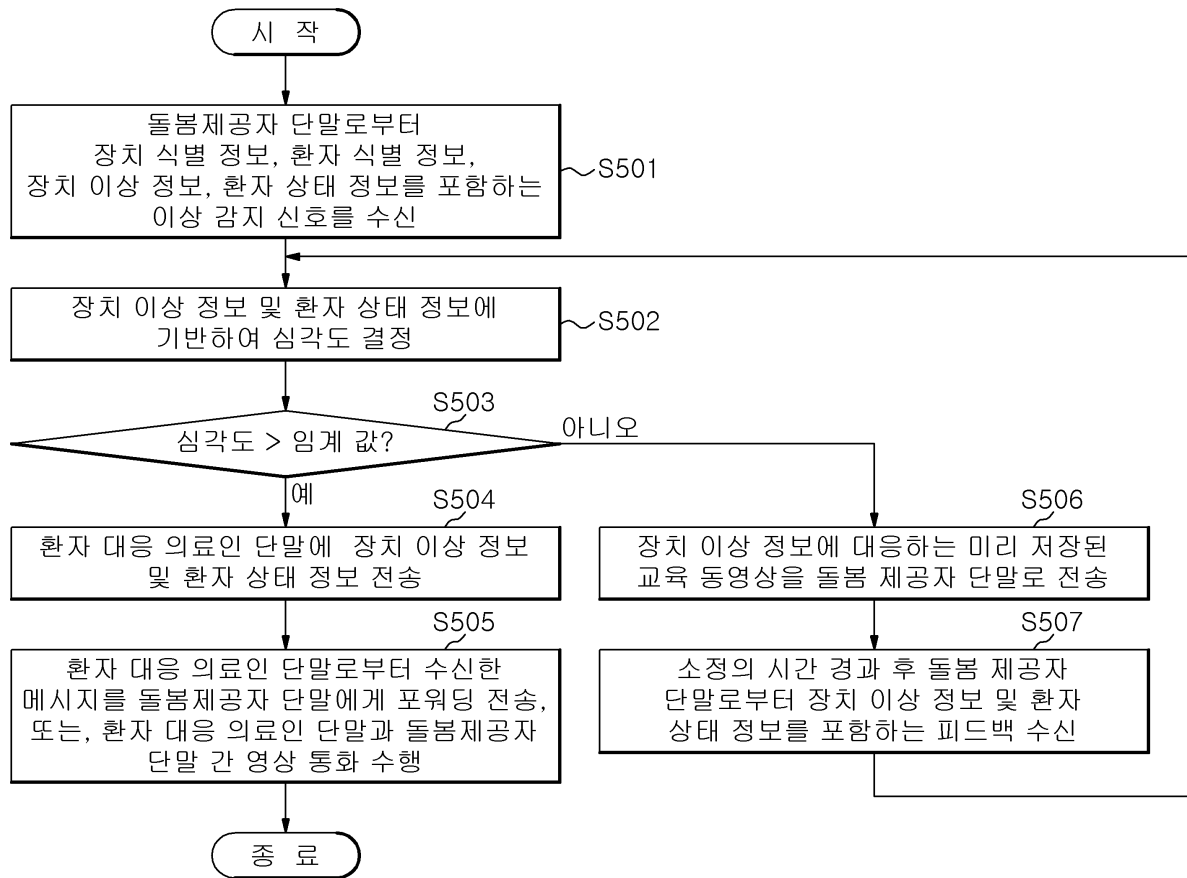 시 작
돌봄제공자 단말로부터
장치 식별 정보, 환자 식별 정보,
장치 이상 정보, 환자 상태 정보를 포함하는
이상 감지 신호를 수신
S501
장치 이상 정보 및 환자 상태 정보에
기반하여 심각도 결정
S502
S503
심각도 > 임계 값?
아니오
예
S504
환자 대응 의료인 단말에 장치 이상 정보
및 환자 상태 정보 전송
S506
장치 이상 정보에 대응하는 미리 저장된
교육 동영상을 돌봄 제공자 단말로 전송
S505
환자 대응 의료인 단말로부터 수신한
메시지를 돌봄제공자 단말에게 포워딩 전송,
또는, 환자 대응 의료인 단말과 돌봄제공자
단말 간 영상 통화 수행
S507
소정의 시간 경과 후 돌봄 제공자
단말로부터 장치 이상 정보 및 환자
상태 정보를 포함하는 피드백 수신
종 료